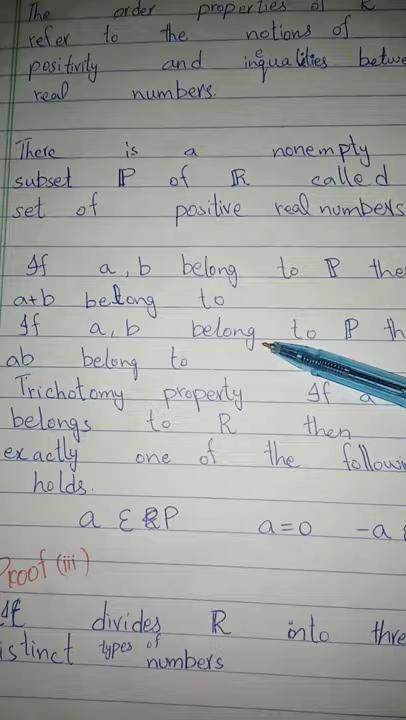 The order properties of R
refer to the notions of
positivity and inequalities betwe
real numbers.
There is a nonempty
subset ℙ of ℝ called
set of positive real numbers
If a, b belong to ℙ the
a+b belong to
If a, b belong to ℙ th
ab belong to
Trichotomy property If a
belongs to R then
exactly one of the followi
holds.
a ε P a=0 -a ε
Proof (iii)
It divides R into thre
istinct types of
numbers